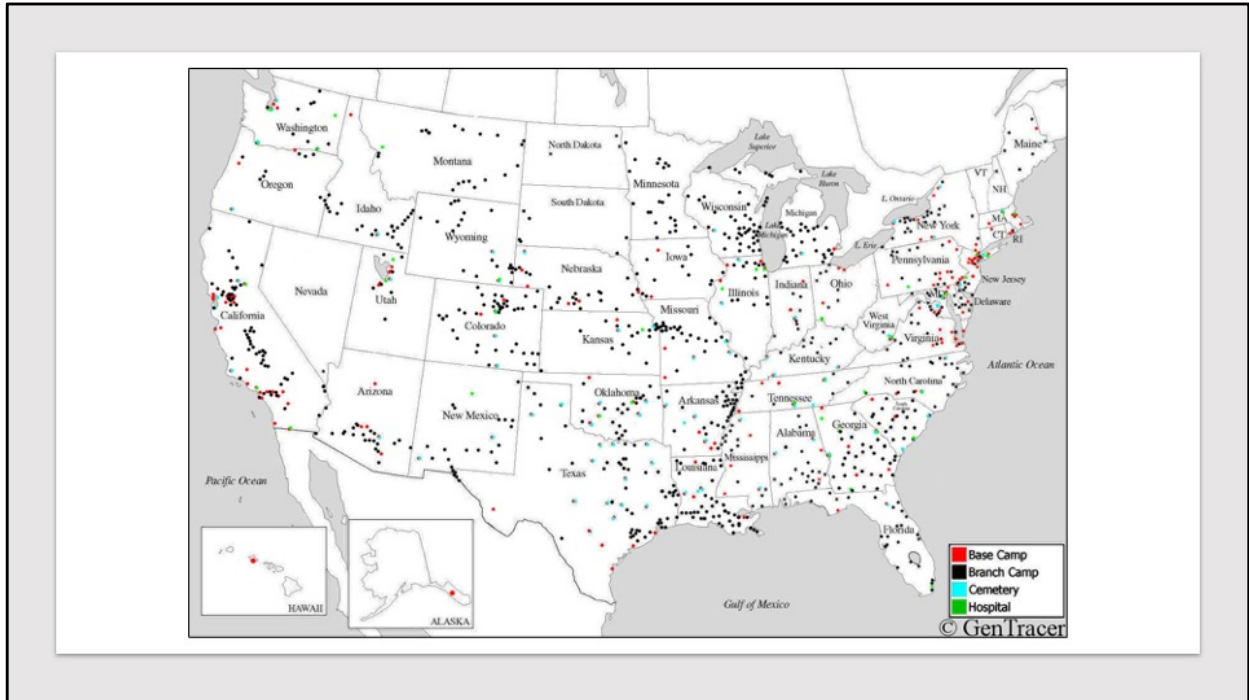 Washington
Montana
North Dakota
Minnesota
Lake
Superior
Maine
Oregon
Idaho
South Dakota
Wisconsin
Lake
Huron
Michigan
Lake
Michigan
VT
NH
L. Ontario
New York
MA
CT
RI
L. Erie
Wyoming
Nebraska
Iowa
Pennsylvania
New Jersey
Nevada
Utah
Colorado
Illinois
Indiana
Ohio
Delaware
California
Kansas
Missouri
West
Virginia
Virginia
Kentucky
Atlantic Ocean
Arizona
New Mexico
Oklahoma
Arkansas
Tennessee
North Carolina
Texas
Louisiana
Mississippi
Alabama
Georgia
Florida
Pacific Ocean
HAWAII
ALASKA
Gulf of Mexico
Base Camp
Branch Camp
Cemetery
Hospital
© GenTracer